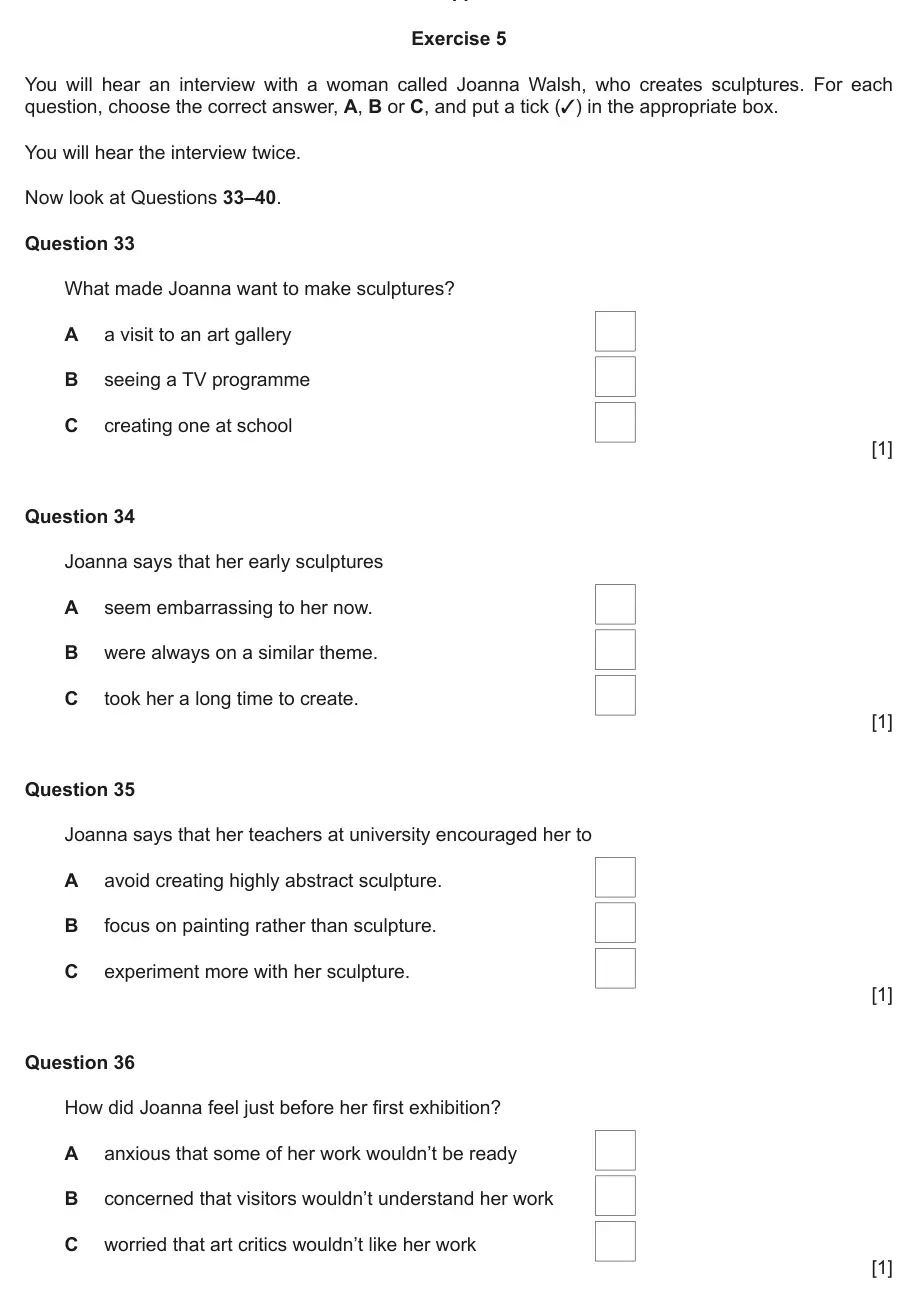 Exercise 5
You will hear an interview with a woman called Joanna Walsh, who creates sculptures. For each
question, choose the correct answer, A, B or C, and put a tick (✓) in the appropriate box.
You will hear the interview twice.
Now look at Questions 33–40.
Question 33
What made Joanna want to make sculptures?
A a visit to an art gallery
B seeing a TV programme
C creating one at school
[1]
Question 34
Joanna says that her early sculptures
A seem embarrassing to her now.
B were always on a similar theme.
C took her a long time to create.
[1]
Question 35
Joanna says that her teachers at university encouraged her to
A avoid creating highly abstract sculpture.
B focus on painting rather than sculpture.
C experiment more with her sculpture.
[1]
Question 36
How did Joanna feel just before her first exhibition?
A anxious that some of her work wouldn’t be ready
B concerned that visitors wouldn’t understand her work
C worried that art critics wouldn’t like her work
[1]